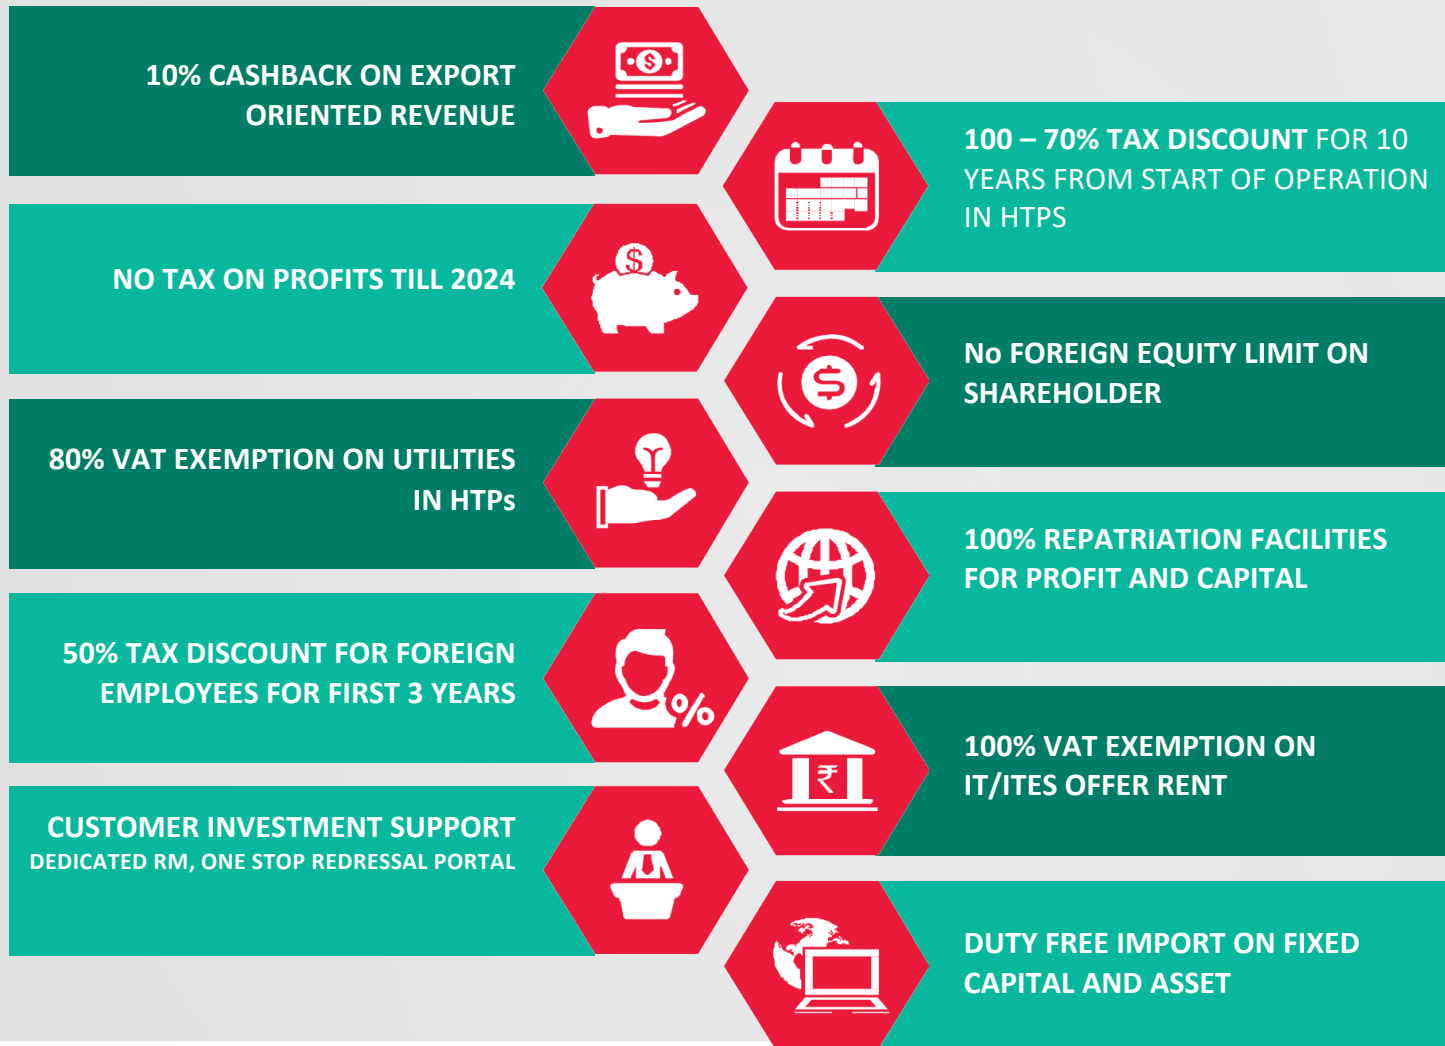 10% CASHBACK ON EXPORT
ORIENTED REVENUE
100 – 70% TAX DISCOUNT FOR 10
YEARS FROM START OF OPERATION
IN HTPS
NO TAX ON PROFITS TILL 2024
No FOREIGN EQUITY LIMIT ON
SHAREHOLDER
80% VAT EXEMPTION ON UTILITIES
IN HTPs
100% REPATRIATION FACILITIES
FOR PROFIT AND CAPITAL
50% TAX DISCOUNT FOR FOREIGN
EMPLOYEES FOR FIRST 3 YEARS
%
100% VAT EXEMPTION ON
IT/ITES OFFER RENT
₹
CUSTOMER INVESTMENT SUPPORT
DEDICATED RM, ONE STOP REDRESSAL PORTAL
DUTY FREE IMPORT ON FIXED
CAPITAL AND ASSET